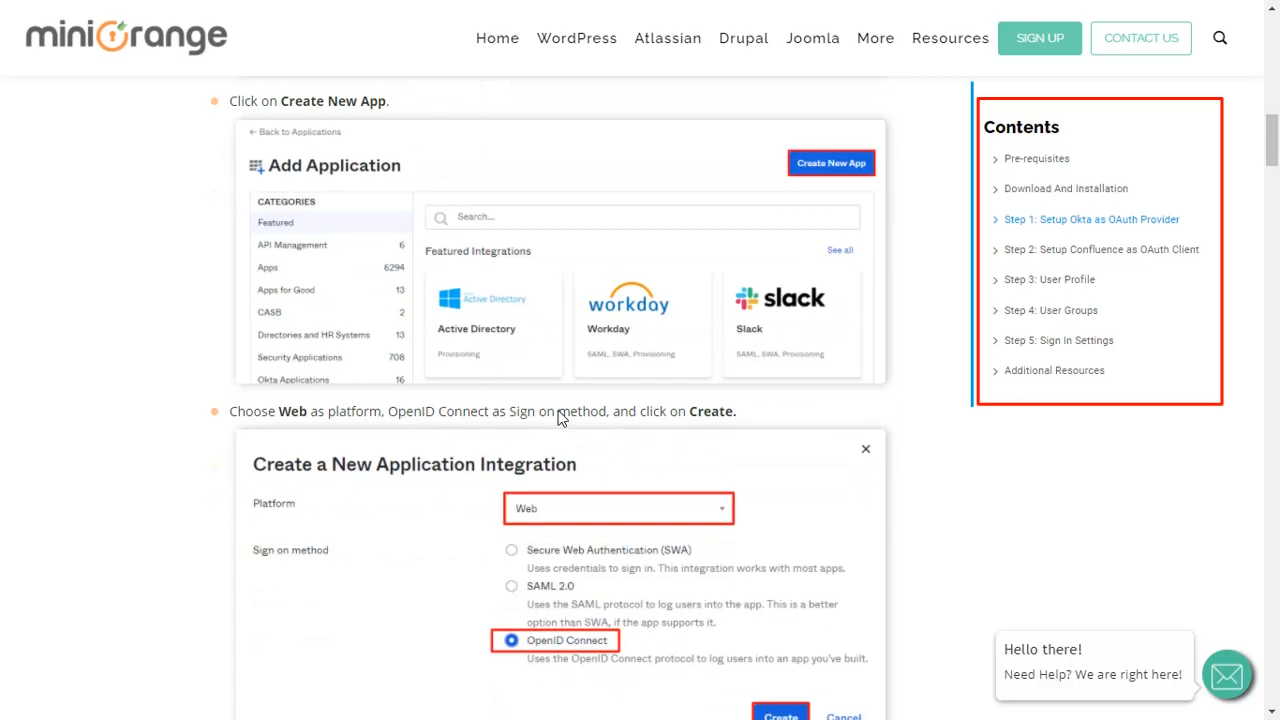 miniOrange
Home WordPress Atlassian Drupal Joomla More Resources SIGN UP CONTACT US
Click on Create New App.
← Back to Applications
Add Application
Create New App
CATEGORIES
Featured
API Management 6
Apps 6294
Apps for Good 13
CASB 2
Directories and HR Systems 13
Security Applications 708
Okta Applications 16
Search...
Featured Integrations See all
Active Directory
Active Directory
Provisioning
workday
Workday
SAML, SWA, Provisioning
slack
Slack
SAML, SWA, Provisioning
Choose Web as platform, OpenID Connect as Sign on method, and click on Create.
Create a New Application Integration
Platform
Web
Sign on method
Secure Web Authentication (SWA)
Uses credentials to sign in. This integration works with most apps.
SAML 2.0
Uses the SAML protocol to log users into the app. This is a better
option than SWA, if the app supports it.
OpenID Connect
Uses the OpenID Connect protocol to log users into an app you've built.
Create Cancel
Contents
Pre-requisites
Download And Installation
Step 1: Setup Okta as OAuth Provider
Step 2: Setup Confluence as OAuth Client
Step 3: User Profile
Step 4: User Groups
Step 5: Sign In Settings
Additional Resources
Hello there!
Need Help? We are right here!